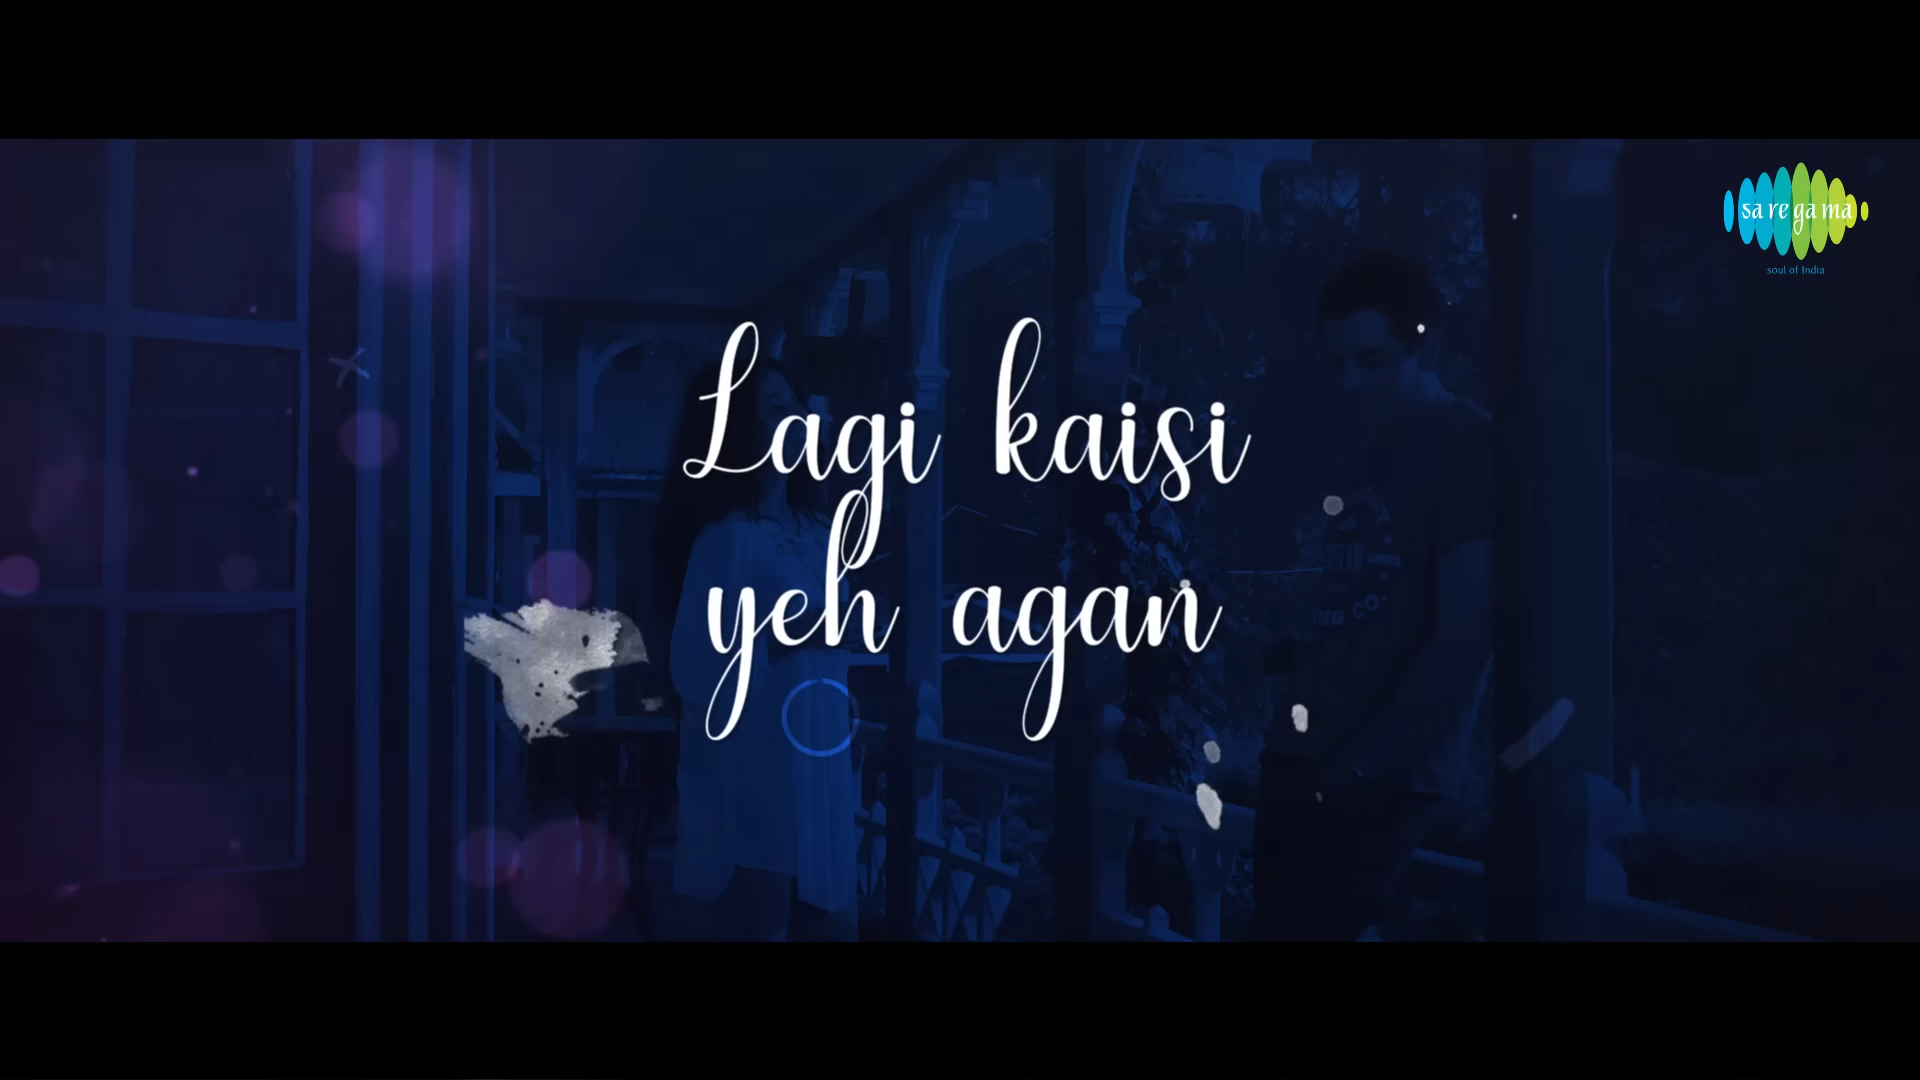 sa re ga ma
soul of India
Lagi kaisi
yeh agan